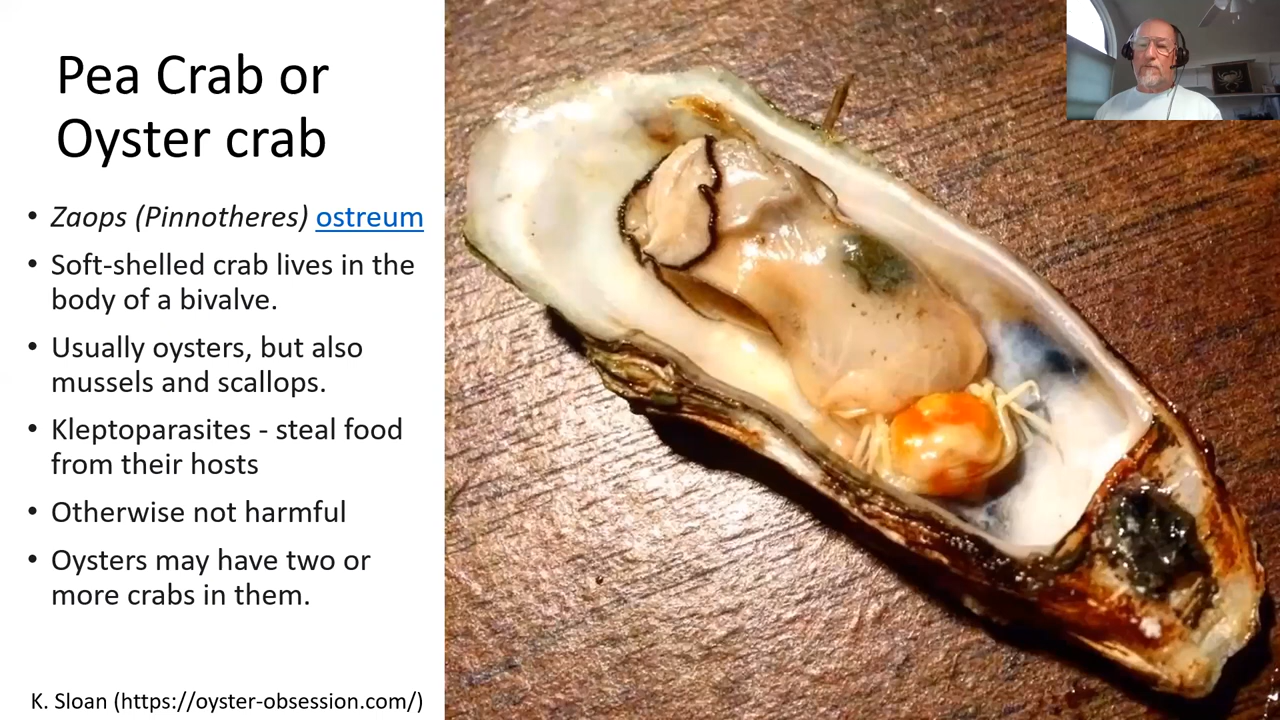 Pea Crab or
Oyster crab
• Zaops (Pinnotheres) ostreum
• Soft-shelled crab lives in the
body of a bivalve.
• Usually oysters, but also
mussels and scallops.
• Kleptoparasites - steal food
from their hosts
• Otherwise not harmful
• Oysters may have two or
more crabs in them.
K. Sloan (https://oyster-obsession.com/)